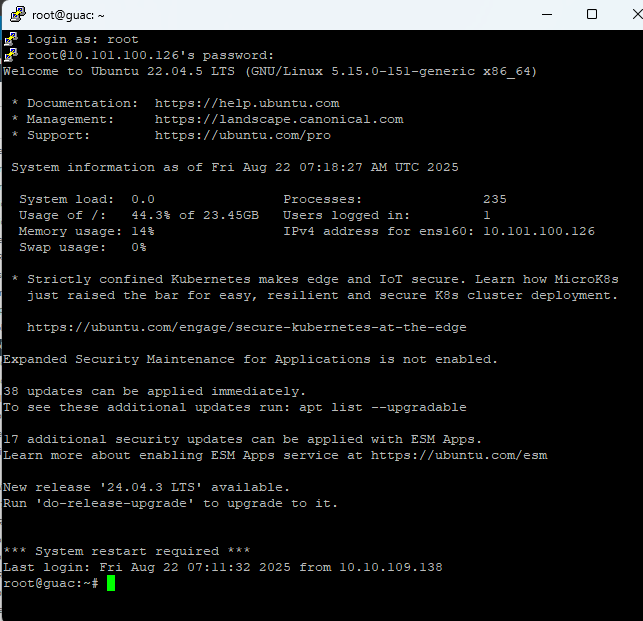 root@guac: ~
login as: root
root@10.101.100.126's password:
Welcome to Ubuntu 22.04.5 LTS (GNU/Linux 5.15.0-151-generic x86_64)
* Documentation:  https://help.ubuntu.com
* Management:     https://landscape.canonical.com
* Support:        https://ubuntu.com/pro
System information as of Fri Aug 22 07:18:27 AM UTC 2025
System load:  0.0                Processes:               235
Usage of /:   44.3% of 23.45GB   Users logged in:         1
Memory usage: 14%                IPv4 address for ens160: 10.101.100.126
Swap usage:   0%
* Strictly confined Kubernetes makes edge and IoT secure. Learn how MicroK8s
just raised the bar for easy, resilient and secure K8s cluster deployment.
https://ubuntu.com/engage/secure-kubernetes-at-the-edge
Expanded Security Maintenance for Applications is not enabled.
38 updates can be applied immediately.
To see these additional updates run: apt list --upgradable
17 additional security updates can be applied with ESM Apps.
Learn more about enabling ESM Apps service at https://ubuntu.com/esm
New release '24.04.3 LTS' available.
Run 'do-release-upgrade' to upgrade to it.
*** System restart required ***
Last login: Fri Aug 22 07:11:32 2025 from 10.10.109.138
root@guac:~#